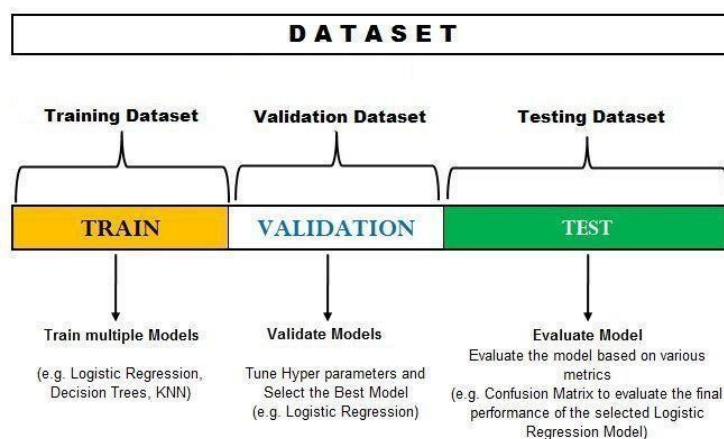 DATASET
Training Dataset
Validation Dataset
Testing Dataset
TRAIN
VALIDATION
TEST
Train multiple Models
(e.g. Logistic Regression,
Decision Trees, KNN)
Validate Models
Tune Hyper parameters and
Select the Best Model
(e.g. Logistic Regression)
Evaluate Model
Evaluate the model based on various
metrics
(e.g. Confusion Matrix to evaluate the final
performance of the selected Logistic
Regression Model)